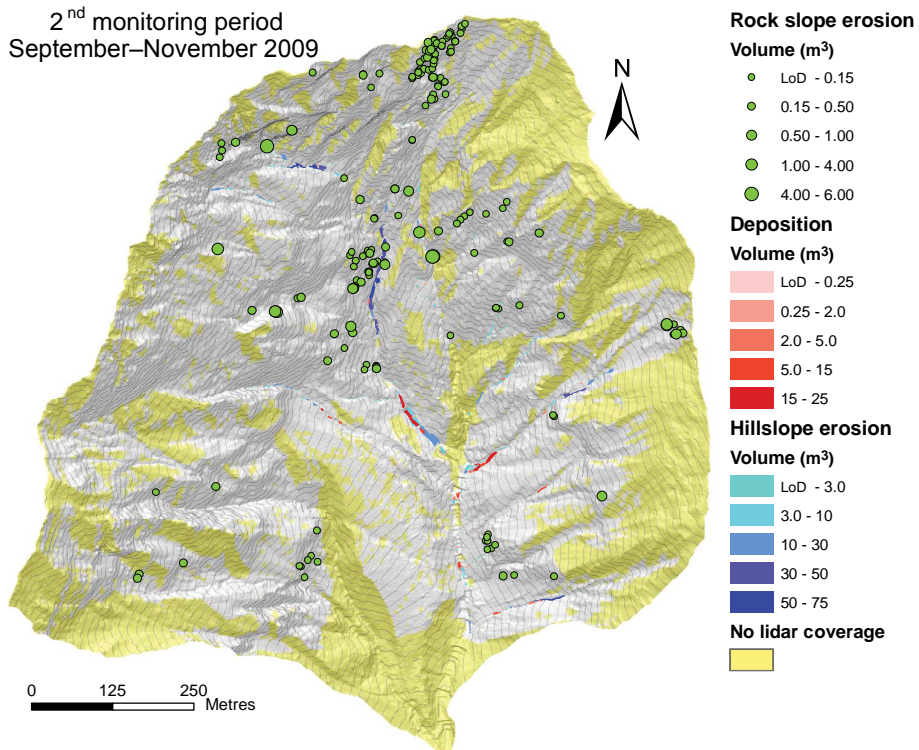 2nd monitoring period
September–November 2009
N
0 125 250
Metres
Rock slope erosion
Volume (m3)
LoD - 0.15
0.15 - 0.50
0.50 - 1.00
1.00 - 4.00
4.00 - 6.00
Deposition
Volume (m3)
LoD - 0.25
0.25 - 2.0
2.0 - 5.0
5.0 - 15
15 - 25
Hillslope erosion
Volume (m3)
LoD - 3.0
3.0 - 10
10 - 30
30 - 50
50 - 75
No lidar coverage